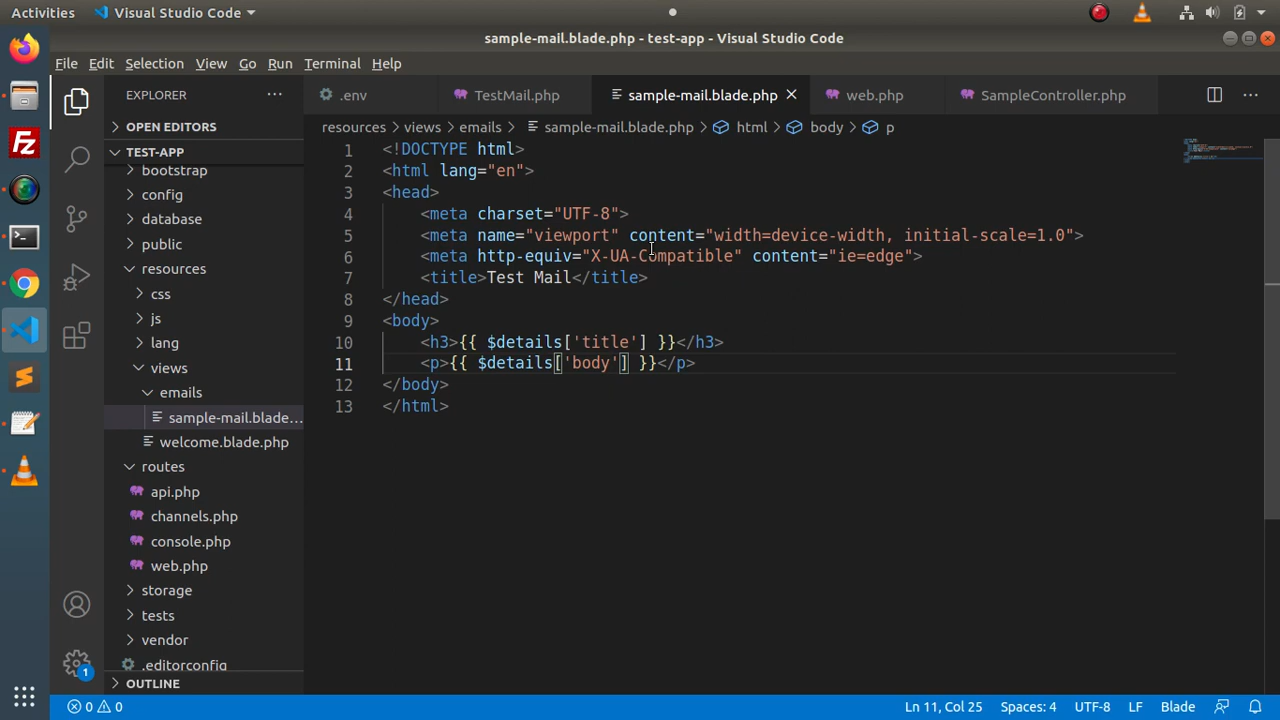 Activities
Visual Studio Code
sample-mail.blade.php - test-app - Visual Studio Code
File Edit Selection View Go Run Terminal Help
EXPLORER
OPEN EDITORS
TEST-APP
bootstrap
config
database
public
css
js
lang
views
emails
sample-mail.blade...
welcome.blade.php
routes
api.php
channels.php
console.php
web.php
storage
tests
vendor
.editorconfig
OUTLINE
.env TestMail.php sample-mail.blade.php web.php SampleController.php
resources > views > emails > sample-mail.blade.php > html > body > p
1 <!DOCTYPE html>
2 <html lang="en">
3 <head>
4 <meta charset="UTF-8">
5 <meta name="viewport" content="width=device-width, initial-scale=1.0">
6 <meta http-equiv="X-UA-Compatible" content="ie=edge">
7 <title>Test Mail</title>
8 </head>
9 <body>
10 <h3>{{ $details['title'] }}</h3>
11 <p>{{ $details['body'] }}</p>
12 </body>
13 </html>
1
0 0
Ln 11, Col 25 Spaces: 4 UTF-8 LF Blade